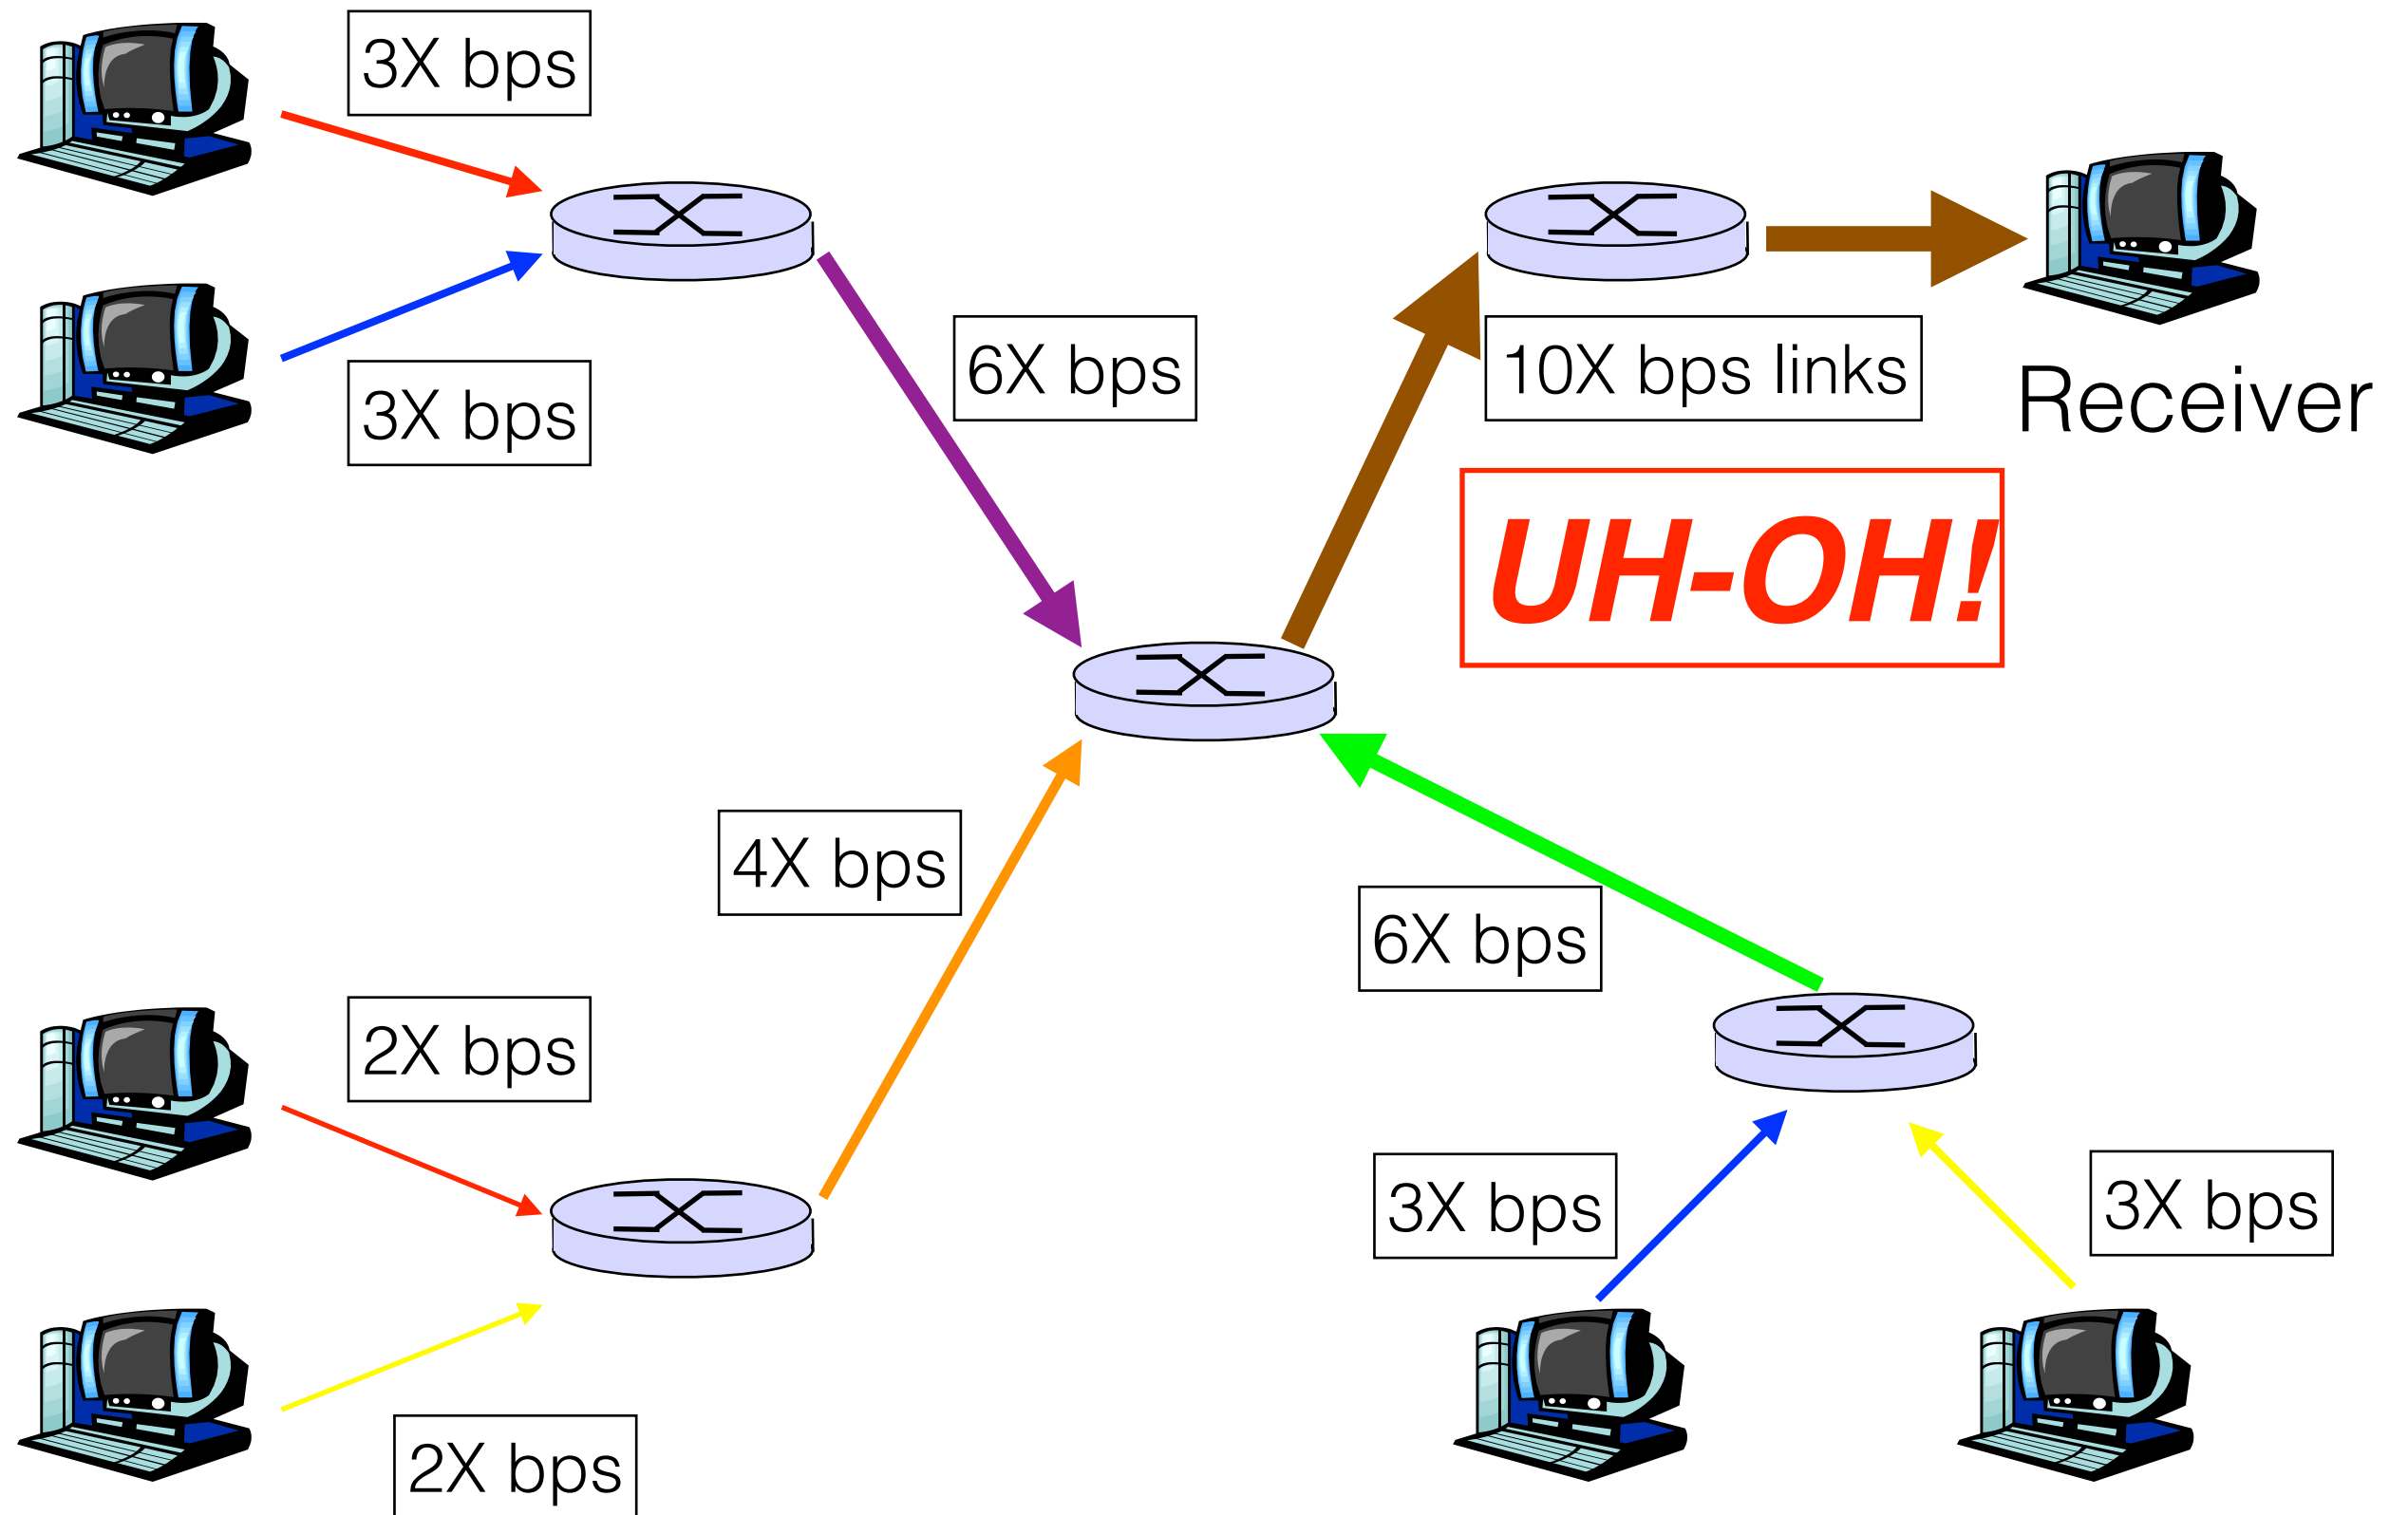 3X bps
3X bps
6X bps
10X bps links
Receiver
UH-OH!
4X bps
6X bps
2X bps
3X bps
3X bps
2X bps